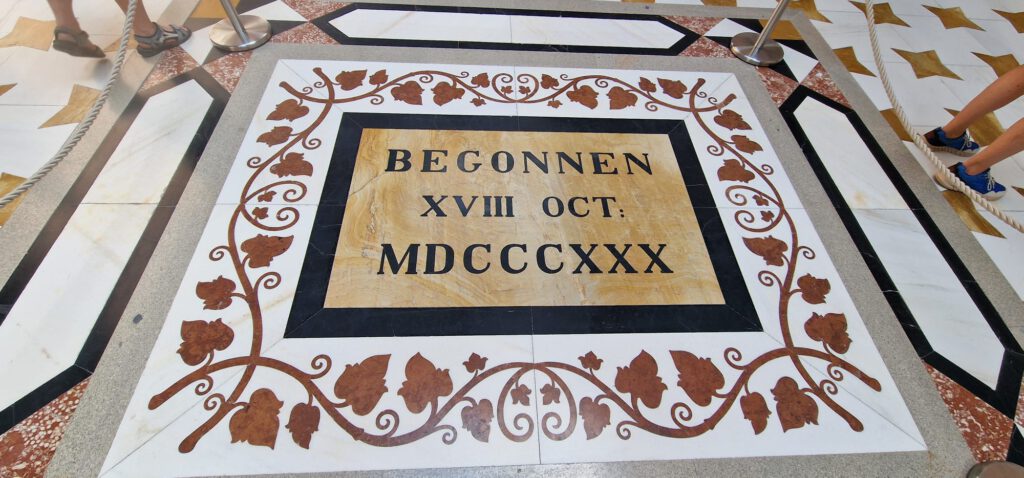 BEGONNEN
XVIII OCT:
MDCCCXXX